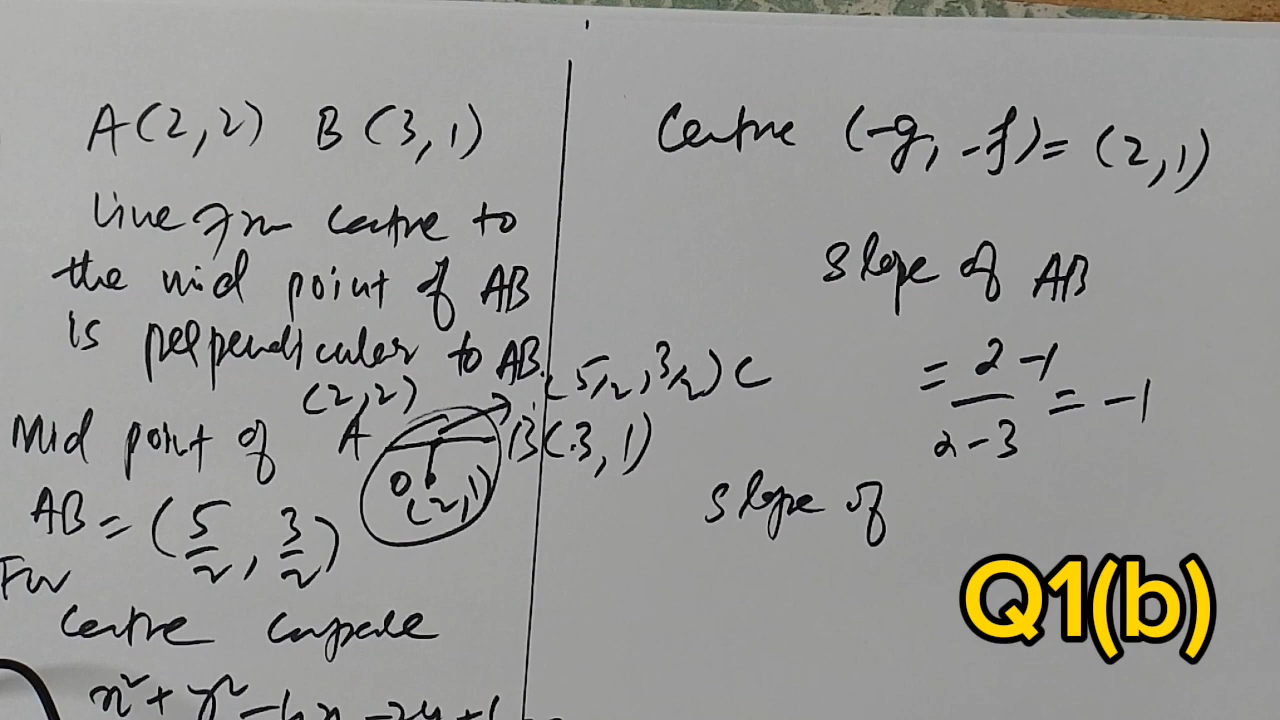 A(2,2) B(3,1)
Line from centre to
the mid point of AB
is perpendicular to AB.
(2,2)
(5/2, 3/2) C
Mid point of
A
B(3, 1)
O
(2,1)
AB = (5/2, 3/2)
For
Centre compare
Centre (-g, -f) = (2,1)
Slope of AB
= 2-1/2-3 = -1
Slope of
Q1(b)